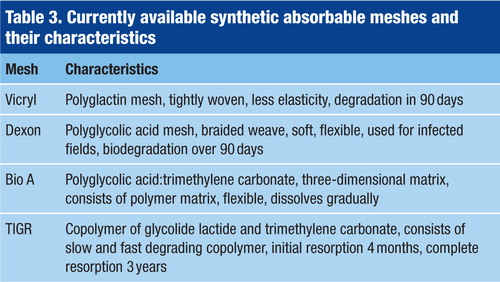 Table 3. Currently available synthetic absorbable meshes and
their characteristics
Mesh Characteristics
Vicryl Polyglactin mesh, tightly woven, less elasticity, degradation in 90 days
Dexon Polyglycolic acid mesh, braided weave, soft, flexible, used for infected
fields, biodegradation over 90 days
Bio A Polyglycolic acid:trimethylene carbonate, three-dimensional matrix,
consists of polymer matrix, flexible, dissolves gradually
TIGR Copolymer of glycolide lactide and trimethylene carbonate, consists of
slow and fast degrading copolymer, initial resorption 4 months, complete
resorption 3 years